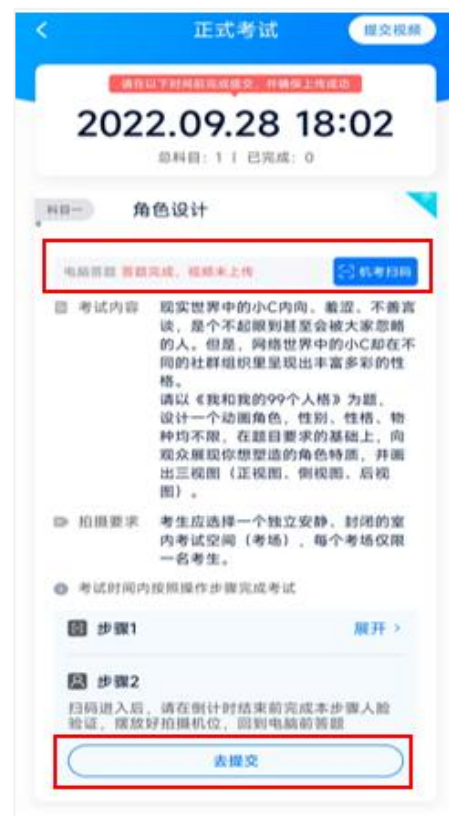 正式考试
提交视频
请在以下时间前完成提交，并确保上传成功
2022.09.28 18:02
总科目：1 | 已完成：0
科目一
角色设计
电脑答题 答题完成，视频未上传
机考扫码
考试内容
现实世界中的小C内向、羞涩、不善言
谈，是个不起眼到甚至会被大家忽略
的人。但是，网络世界中的小C却在不
同的社群组织里呈现出丰富多彩的性
格。
请以《我和我的99个人格》为题，
设计一个动画角色，性别、性格、物
种均不限，在题目要求的基础上，向
观众展现你想塑造的角色特质，并画
出三视图（正视图、侧视图、后视
图）。
拍摄要求
考生应选择一个独立安静、封闭的室
内考试空间（考场），每个考场仅限
一名考生。
考试时间内按照操作步骤完成考试
步骤1
展开 >
步骤2
扫码进入后，请在倒计时结束前完成本步骤人脸
验证，摆放好拍摄机位，回到电脑前答题
去提交